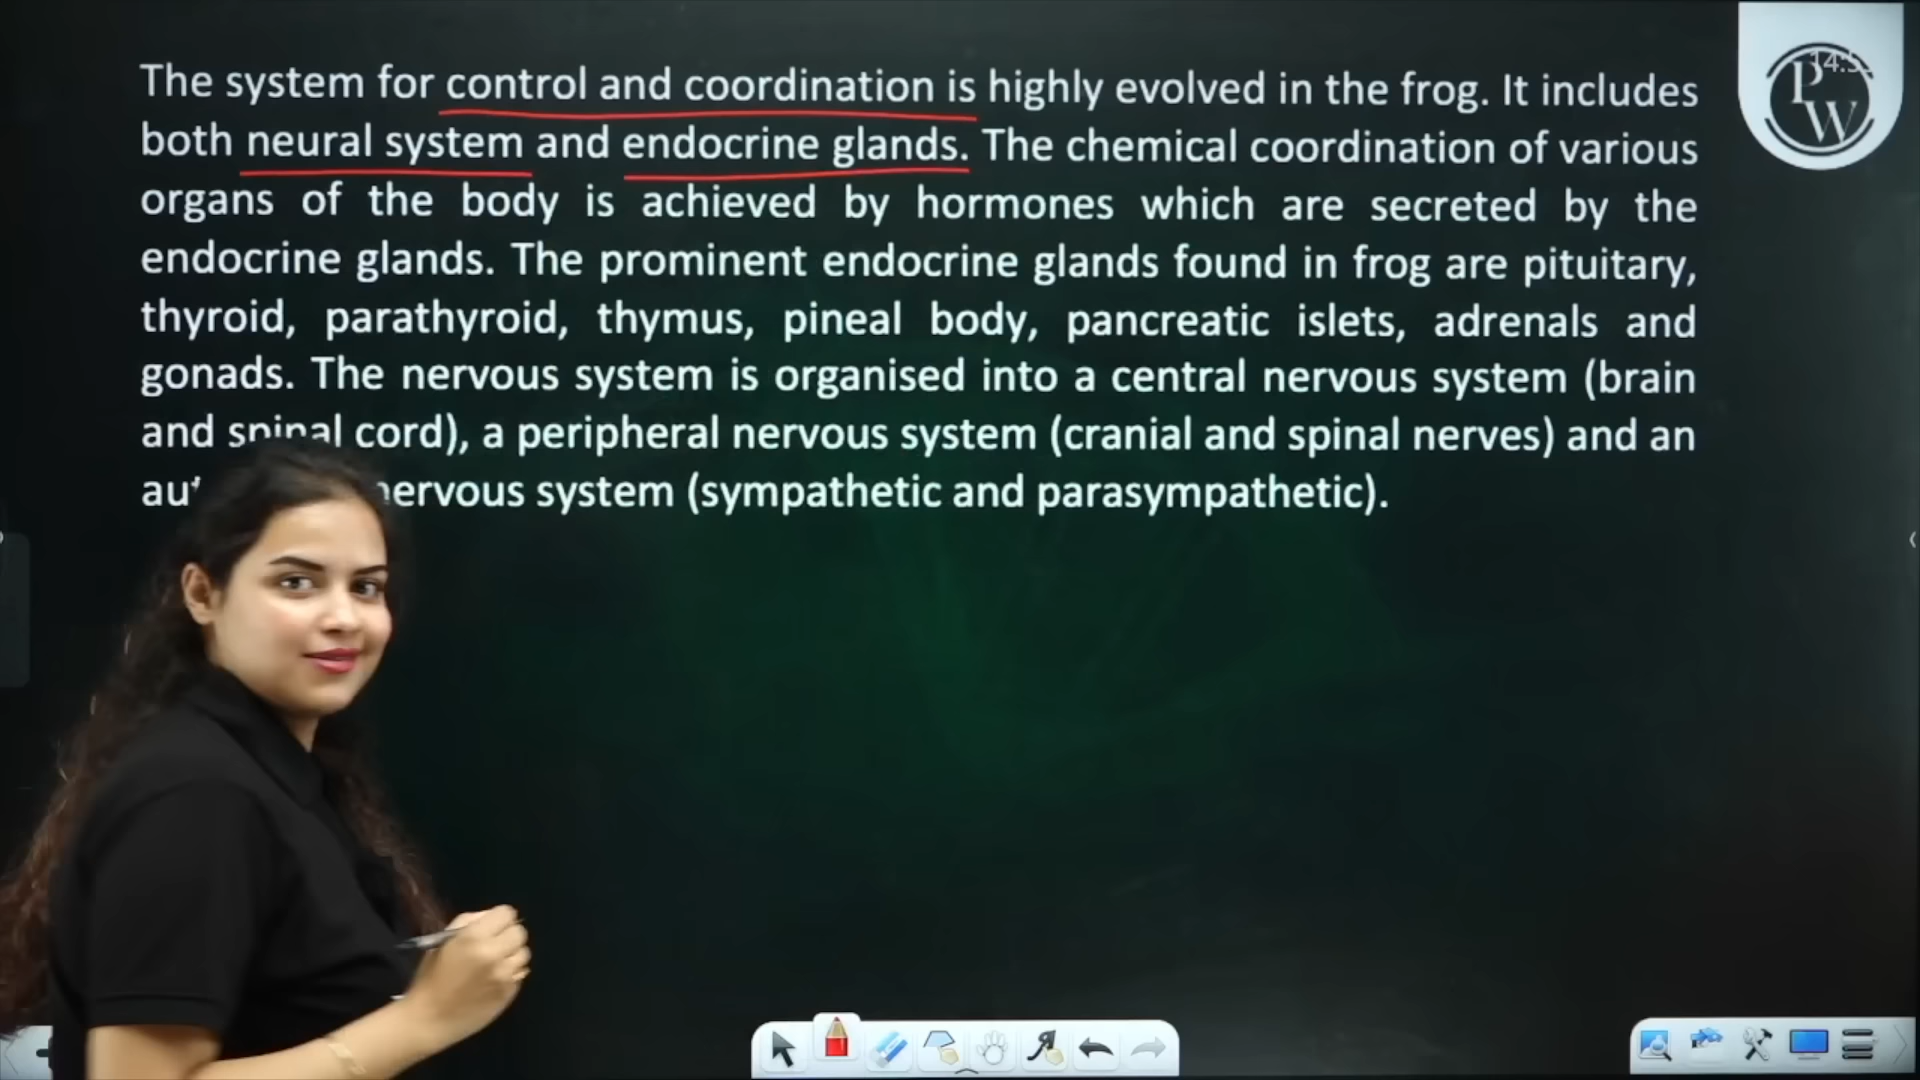 The system for control and coordination is highly evolved in the frog. It includes
both neural system and endocrine glands. The chemical coordination of various
organs of the body is achieved by hormones which are secreted by the
endocrine glands. The prominent endocrine glands found in frog are pituitary,
thyroid, parathyroid, thymus, pineal body, pancreatic islets, adrenals and
gonads. The nervous system is organised into a central nervous system (brain
and spinal cord), a peripheral nervous system (cranial and spinal nerves) and an
nervous system (sympathetic and parasympathetic).
PW